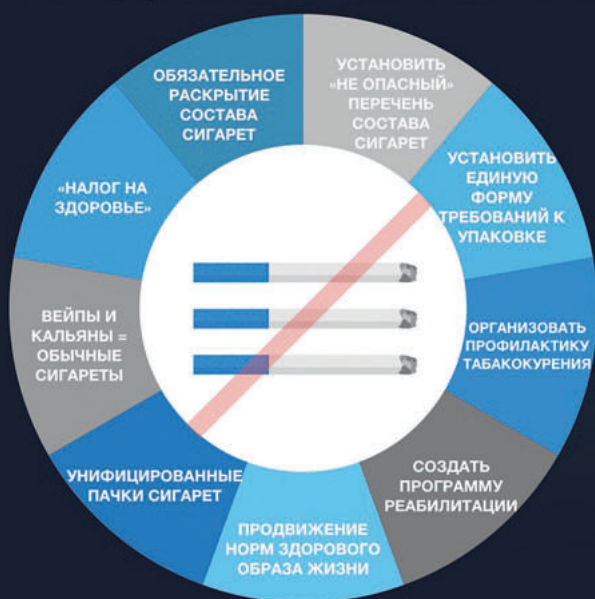 УСТАНОВИТЬ
«НЕ ОПАСНЫЙ»
ПЕРЕЧЕНЬ
СОСТАВА
СИГАРЕТ
УСТАНОВИТЬ
ЕДИНУЮ
ФОРМУ
ТРЕБОВАНИЙ К
УПАКОВКЕ
ОРГАНИЗОВАТЬ
ПРОФИЛАКТИКУ
ТАБАКОКУРЕНИЯ
СОЗДАТЬ
ПРОГРАММУ
РЕАБИЛИТАЦИИ
ПРОДВИЖЕНИЕ
НОРМ ЗДОРОВОГО
ОБРАЗА ЖИЗНИ
УНИФИЦИРОВАННЫЕ
ПАЧКИ СИГАРЕТ
ВЕЙПЫ И
КАЛЬЯНЫ =
ОБЫЧНЫЕ
СИГАРЕТЫ
«НАЛОГ НА
ЗДОРОВЬЕ»
ОБЯЗАТЕЛЬНОЕ
РАСКРЫТИЕ
СОСТАВА
СИГАРЕТ